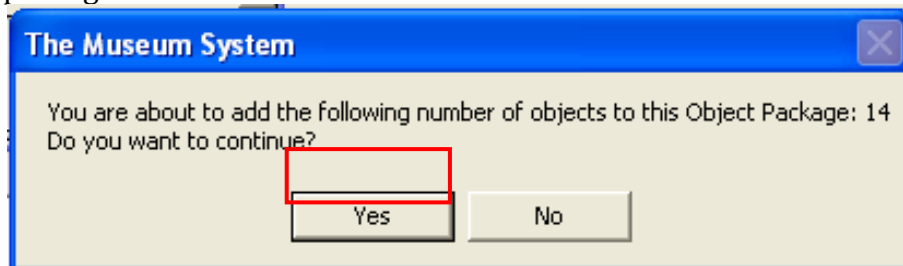 The Museum System
You are about to add the following number of objects to this Object Package: 14
Do you want to continue?
Yes No